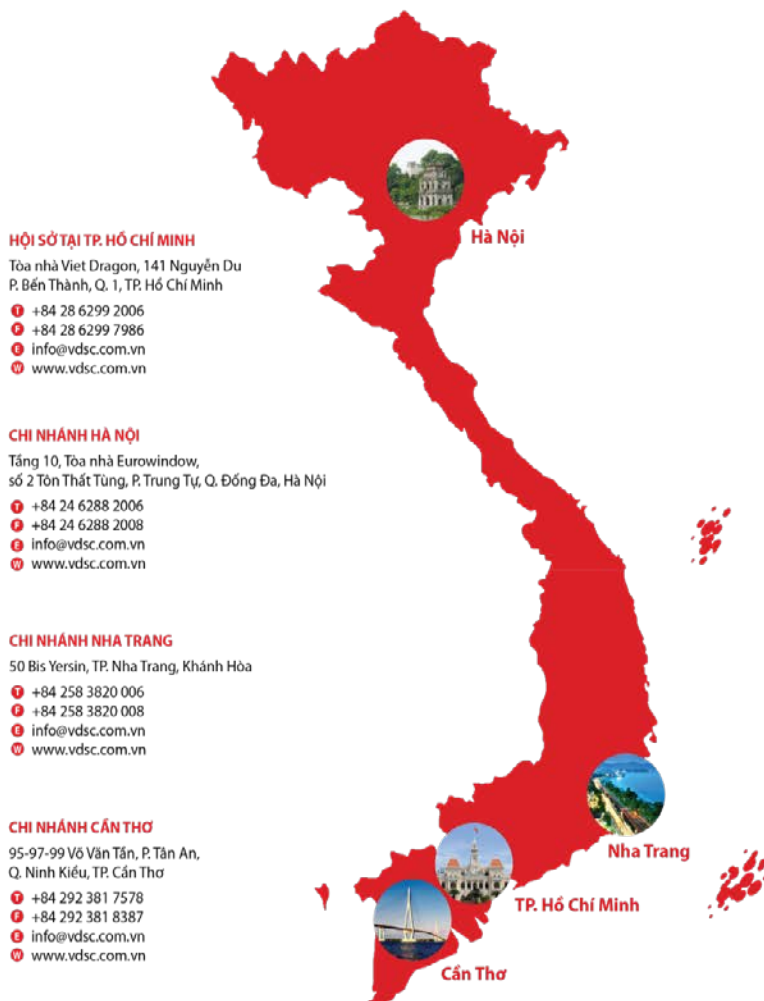 HỘI SỞ TẠI TP. HỒ CHÍ MINH
Tòa nhà Viet Dragon, 141 Nguyễn Du
P. Bến Thành, Q. 1, TP. Hồ Chí Minh
T +84 28 6299 2006
F +84 28 6299 7986
E info@vdsc.com.vn
W www.vdsc.com.vn
CHI NHÁNH HÀ NỘI
Tầng 10, Tòa nhà Eurowindow,
số 2 Tôn Thất Tùng, P. Trung Tự, Q. Đống Đa, Hà Nội
T +84 24 6288 2006
F +84 24 6288 2008
E info@vdsc.com.vn
W www.vdsc.com.vn
CHI NHÁNH NHA TRANG
50 Bis Yersin, TP. Nha Trang, Khánh Hòa
T +84 258 3820 006
F +84 258 3820 008
E info@vdsc.com.vn
W www.vdsc.com.vn
CHI NHÁNH CẦN THƠ
95-97-99 Võ Văn Tần, P. Tân An,
Q. Ninh Kiều, TP. Cần Thơ
T +84 292 381 7578
F +84 292 381 8387
E info@vdsc.com.vn
W www.vdsc.com.vn
Hà Nội
Nha Trang
TP. Hồ Chí Minh
Cần Thơ